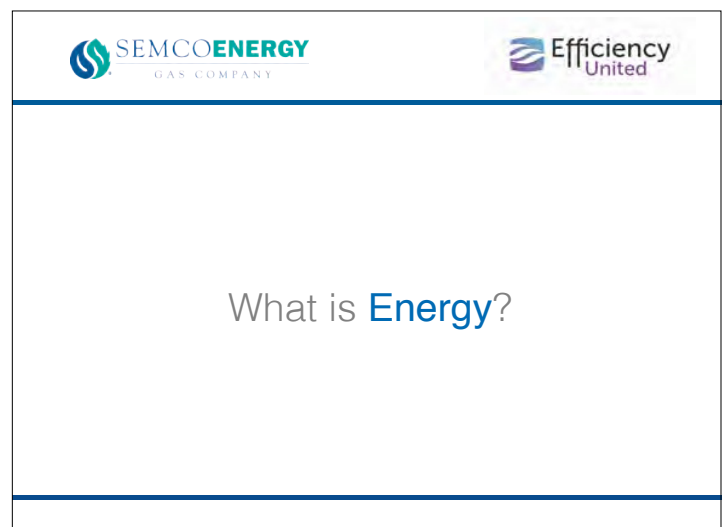 SEMCOENERGY
GAS COMPANY
Efficiency
United
What is Energy?